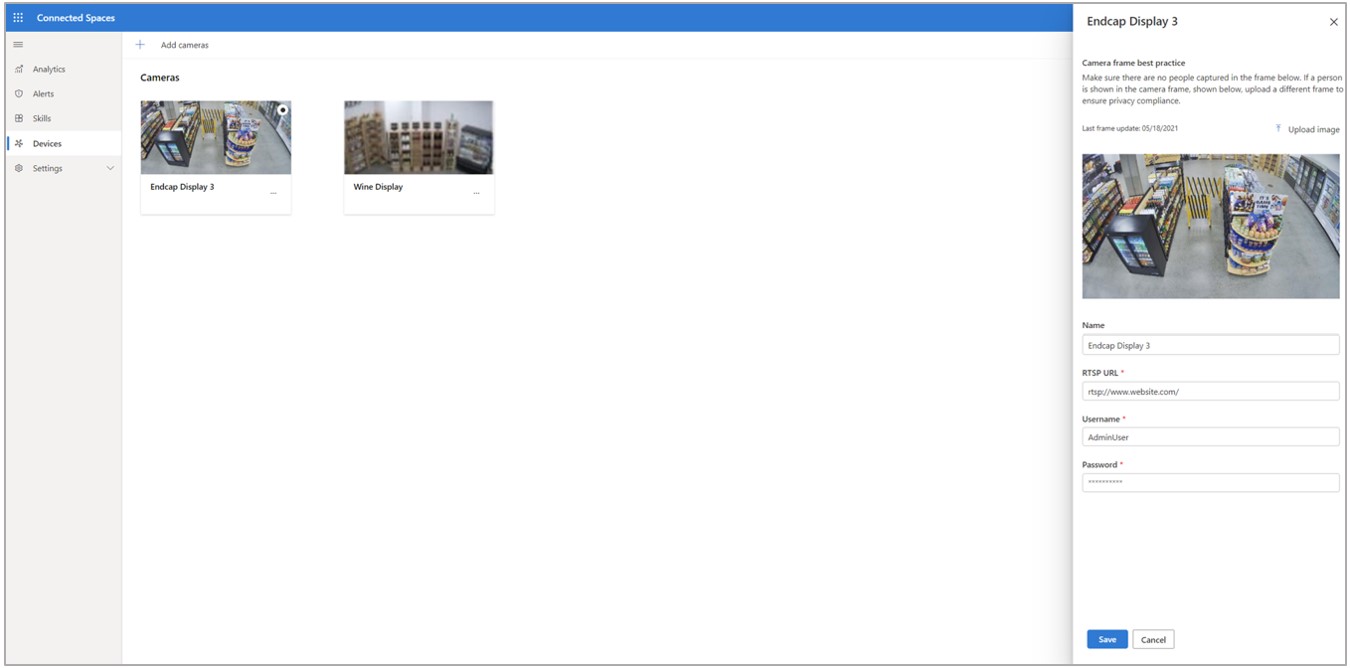 Connected Spaces
Analytics
Alerts
Skills
Devices
Settings
Add cameras
Cameras
Endcap Display 3
...
Wine Display
...
Endcap Display 3
Camera frame best practice
Make sure there are no people captured in the frame below. If a person
is shown in the camera frame, shown below, upload a different frame to
ensure privacy compliance.
Last frame update: 05/18/2021
Upload image
IT'S
GAME
TIME
Name
Endcap Display 3
RTSP URL *
rtsp://www.website.com/
Username *
AdminUser
Password *
**********
Save
Cancel